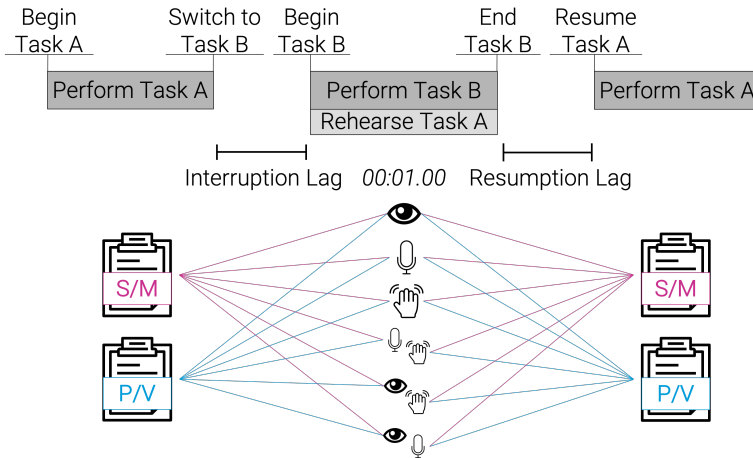 Begin
Task A
Switch to
Task B
Begin
Task B
End
Task B
Resume
Task A
Perform Task A
Perform Task B
Perform Task A
Rehearse Task A
Interruption Lag
00:01.00
Resumption Lag
S/M
S/M
P/V
P/V